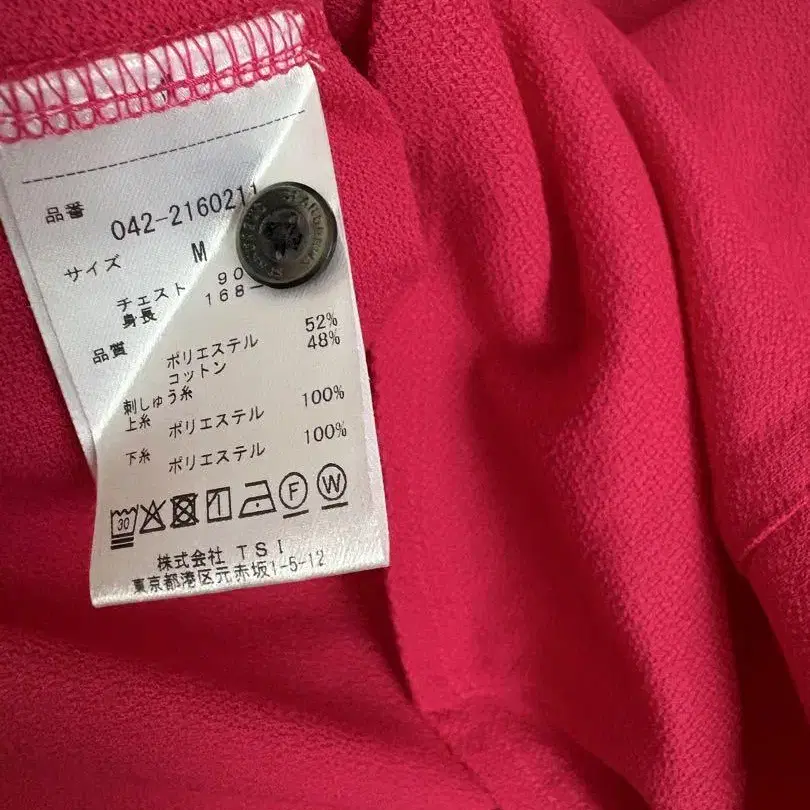 品番 042-2160211
サイズ M
チェスト 90
身長 168-
品質 ポリエステル 52%
コットン 48%
刺しゅう糸
上糸 ポリエステル 100%
下糸 ポリエステル 100%
30 F W
株式会社 TSI
東京都港区元赤坂1-5-12